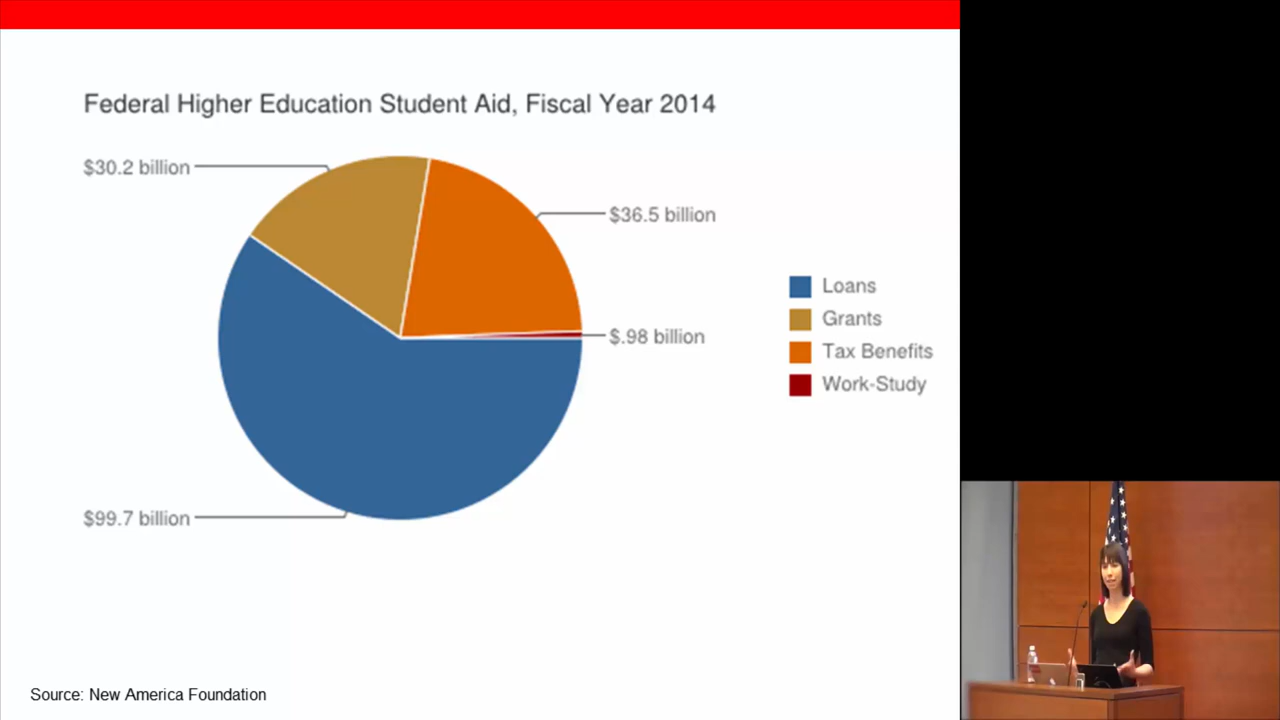 Federal Higher Education Student Aid, Fiscal Year 2014
$30.2 billion
$36.5 billion
$.98 billion
$99.7 billion
Loans
Grants
Tax Benefits
Work-Study
Source: New America Foundation